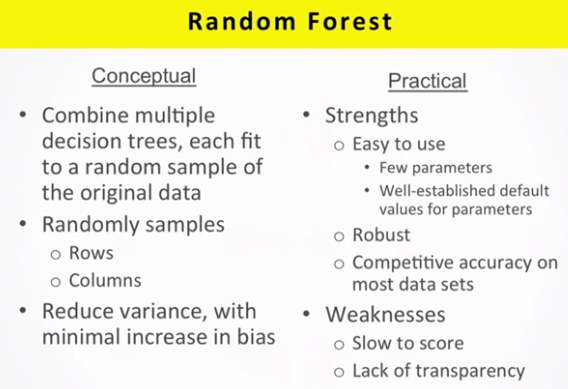 Random Forest
Conceptual
• Combine multiple
decision trees, each fit
to a random sample of
the original data
• Randomly samples
o Rows
o Columns
• Reduce variance, with
minimal increase in bias
Practical
• Strengths
o Easy to use
• Few parameters
• Well-established default
values for parameters
o Robust
o Competitive accuracy on
most data sets
• Weaknesses
o Slow to score
o Lack of transparency